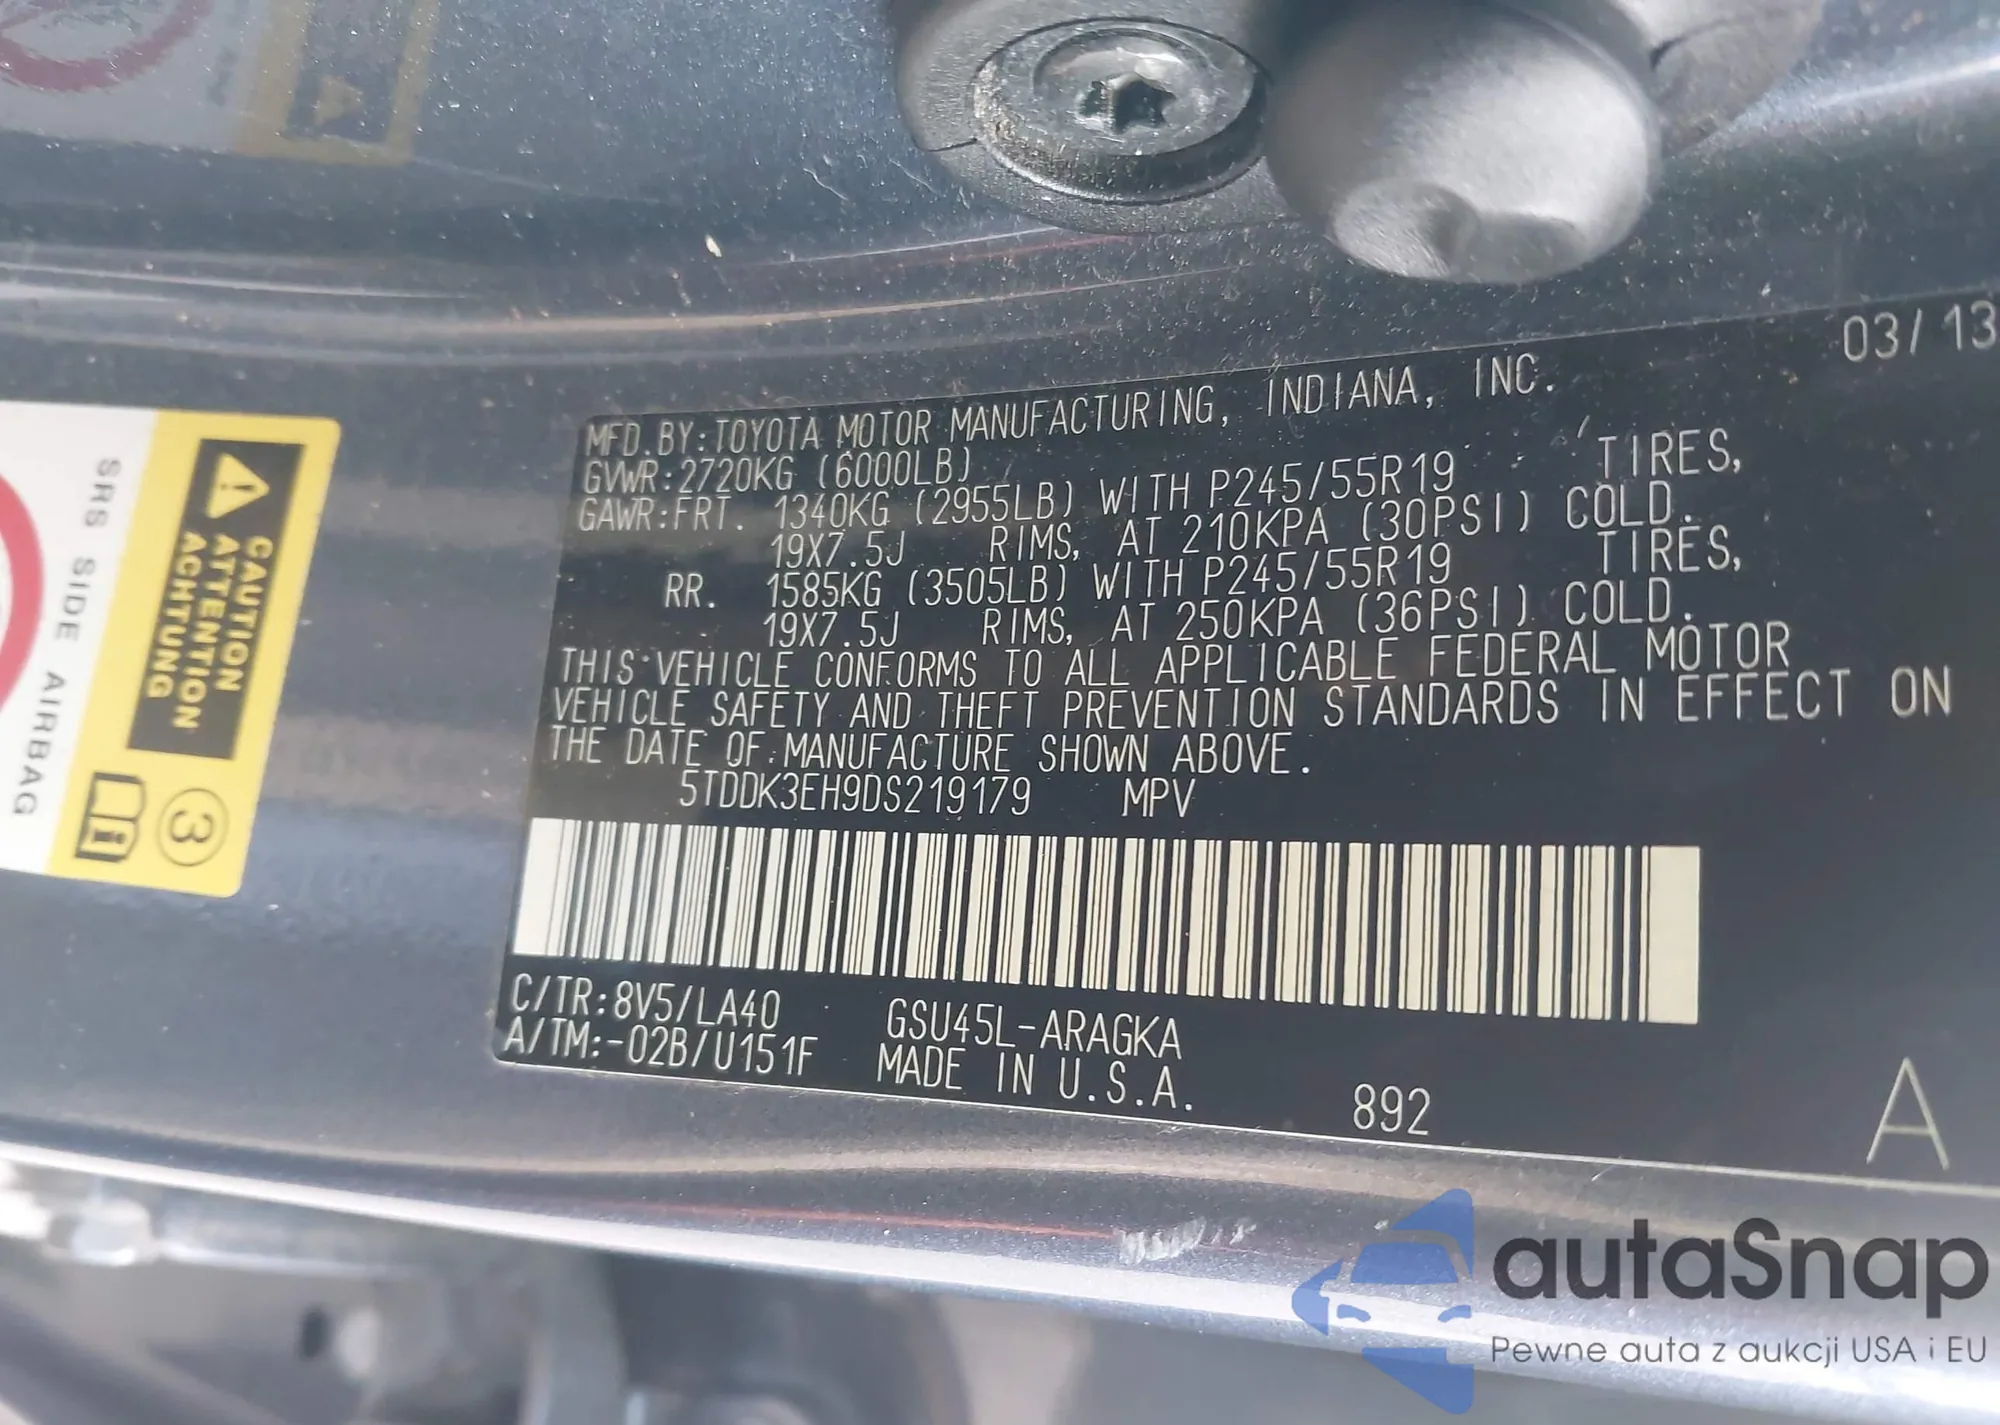 03/13
MFD.BY:TOYOTA MOTOR MANUFACTURING, INDIANA, INC.
GVWR:2720KG (6000LB)
GAWR:FRT. 1340KG (2955LB) WITH P245/55R19 TIRES,
19X7.5J RIMS, AT 210KPA (30PSI) COLD.
RR. 1585KG (3505LB) WITH P245/55R19 TIRES,
19X7.5J RIMS, AT 250KPA (36PSI) COLD.
THIS VEHICLE CONFORMS TO ALL APPLICABLE FEDERAL MOTOR
VEHICLE SAFETY AND THEFT PREVENTION STANDARDS IN EFFECT ON
THE DATE OF MANUFACTURE SHOWN ABOVE.
5TDDK3EH9DS219179 MPV
C/TR:8V5/LA40 GSU45L-ARAGKA
A/TM:-02B/U151F MADE IN U.S.A.
892
A
CAUTION
ATTENTION
ACHTUNG
3
SRS SIDE AIRBAG
autaSnap
Pewne auta z aukcji USA i EU